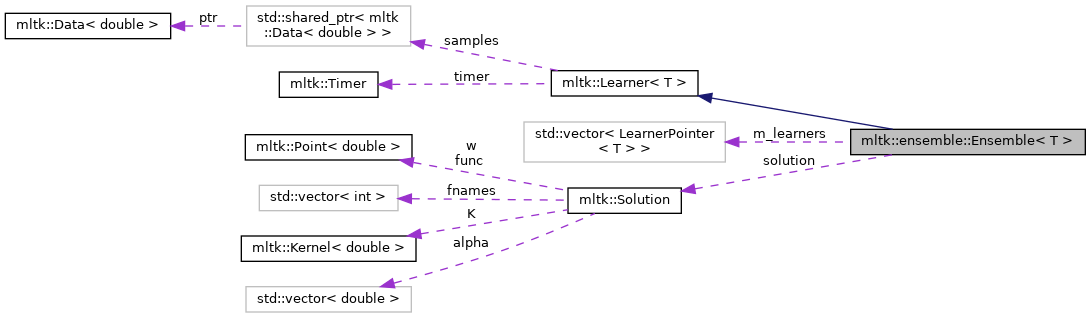 mltk::Data< double >
ptr
std::shared_ptr< mltk
::Data< double > >
samples
mltk::Timer
timer
mltk::Learner< T >
std::vector< LearnerPointer
< T > >
m_learners
mltk::ensemble::Ensemble< T >
mltk::Point< double >
w
func
solution
std::vector< int >
fnames
mltk::Solution
K
mltk::Kernel< double >
alpha
std::vector< double >